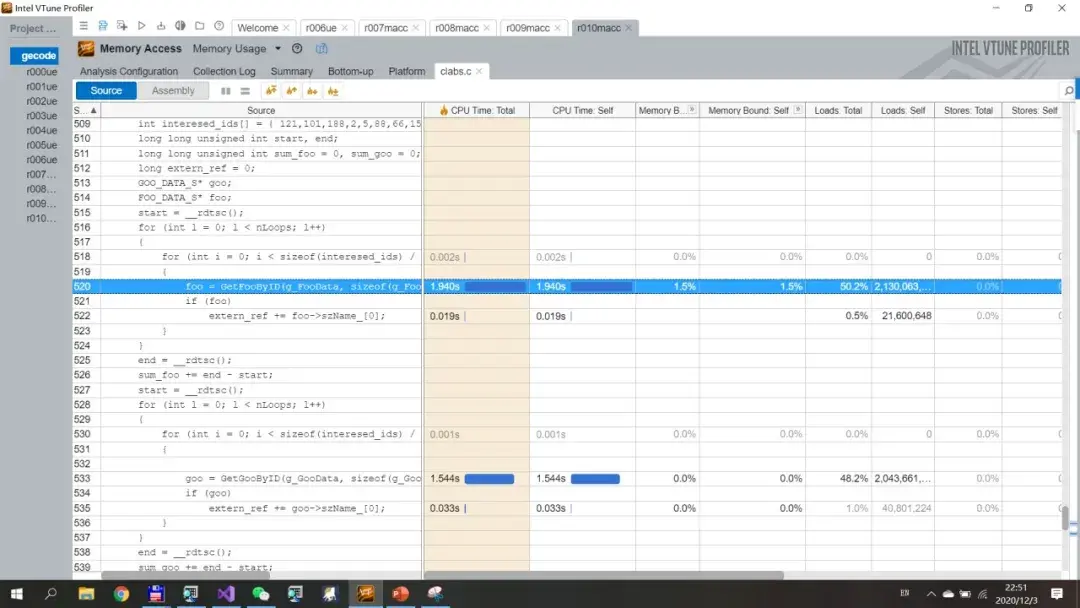 Intel VTune Profiler
Project ...
Welcome
r006ue
r007macc
r008macc
r009macc
r010macc
Memory Access Memory Usage
INTEL VTUNE PROFILER
gecode
r000ue
r001ue
r002ue
r003ue
r004ue
r005ue
r006ue
r007...
r008...
r009...
r010...
Analysis Configuration Collection Log Summary Bottom-up Platform clabs.c
Source Assembly
S... Source CPU Time: Total CPU Time: Self Memory B... Memory Bound: Self Loads: Total Loads: Self Stores: Total Stores: Self
509 int interesed_ids[] = { 121,101,188,2,5,88,66,15
510 long long unsigned int start, end;
511 long long unsigned int sum_foo = 0, sum_goo = 0;
512 long extern_ref = 0;
513 GOO_DATA_S* goo;
514 FOO_DATA_S* foo;
515 start = __rdtsc();
516 for (int l = 0; l < nLoops; l++)
517 {
518 for (int i = 0; i < sizeof(interesed_ids) / 0.002s 0.002s 0.0% 0.0% 0.0% 0 0.0%
519 {
520 foo = GetFooByID(g_FooData, sizeof(g_Foo 1.940s 1.940s 1.5% 1.5% 50.2% 2,130,063,... 0.0%
521 if (foo)
522 extern_ref += foo->szName_[0]; 0.019s 0.019s 0.5% 21,600,648 0.0%
523 }
524 }
525 end = __rdtsc();
526 sum_foo += end - start;
527 start = __rdtsc();
528 for (int l = 0; l < nLoops; l++)
529 {
530 for (int i = 0; i < sizeof(interesed_ids) / 0.001s 0.001s 0.0% 0.0% 0.0% 0 0.0%
531 {
532
533 goo = GetGooByID(g_GooData, sizeof(g_Goo 1.544s 1.544s 0.0% 0.0% 48.2% 2,043,661,... 0.0%
534 if (goo)
535 extern_ref += goo->szName_[0]; 0.033s 0.033s 0.0% 0.0% 1.0% 40,801,224 0.0%
536 }
537 }
538 end = __rdtsc();
539 sum_goo += end - start;
EN
22:51
2020/12/3